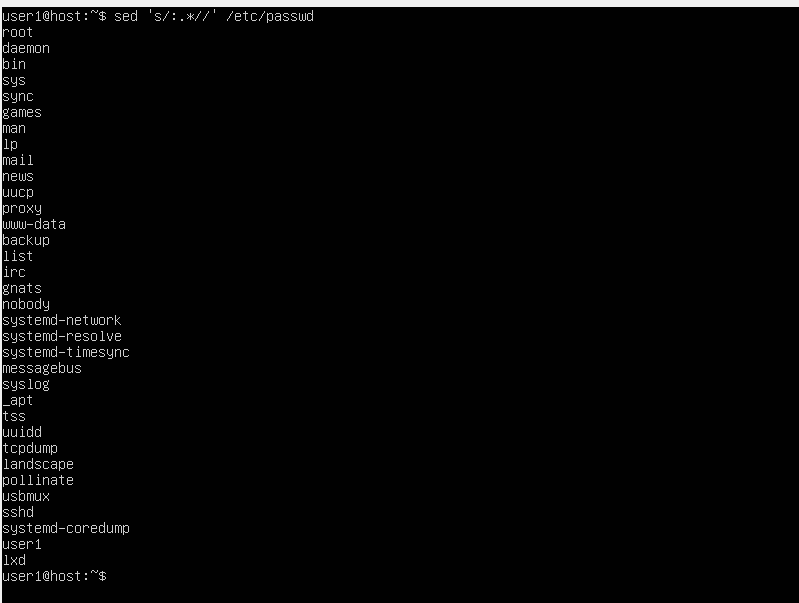 user1@host:~$ sed 's/:.*//' /etc/passwd
root
daemon
bin
sys
sync
games
man
lp
mail
news
uucp
proxy
www-data
backup
list
irc
gnats
nobody
systemd-network
systemd-resolve
systemd-timesync
messagebus
syslog
_apt
tss
uuidd
tcpdump
landscape
pollinate
usbmux
sshd
systemd-coredump
user1
lxd
user1@host:~$